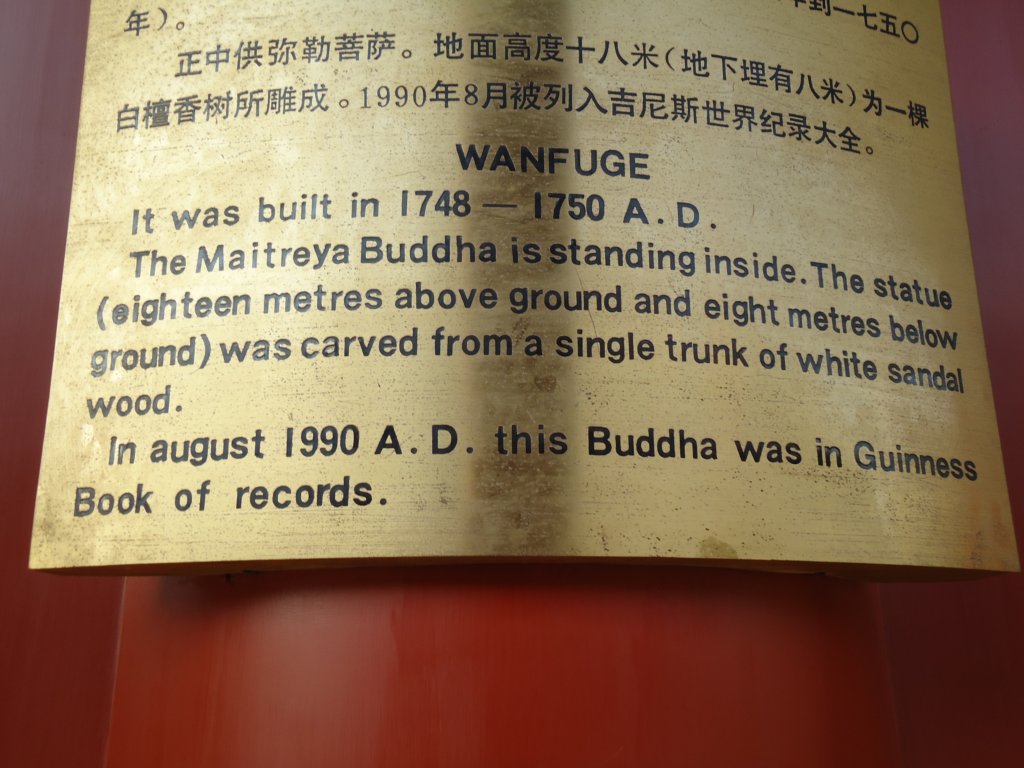 年）。 到一七五〇
正中供弥勒菩萨。地面高度十八米（地下埋有八米）为一棵
白檀香树所雕成。1990年8月被列入吉尼斯世界纪录大全。
WANFUGE
It was built in 1748 — 1750 A.D.
The Maitreya Buddha is standing inside. The statue
(eighteen metres above ground and eight metres below
ground) was carved from a single trunk of white sandal
wood.
In august 1990 A.D. this Buddha was in Guinness
Book of records.